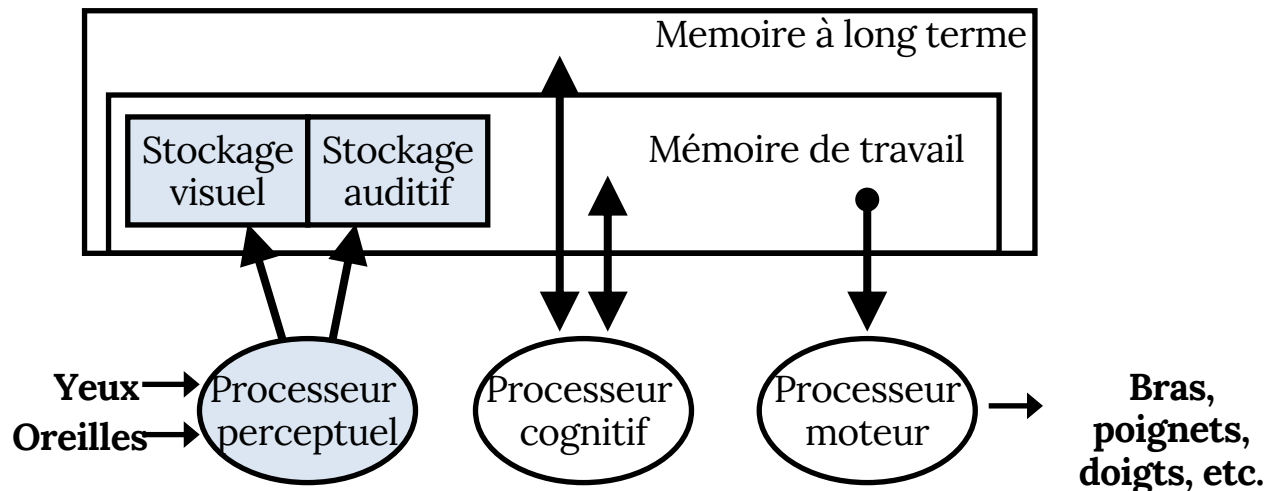 Memoire à long terme
Mémoire de travail
Stockage
visuel
Stockage
auditif
Yeux
Oreilles
Processeur
perceptuel
Processeur
cognitif
Processeur
moteur
Bras,
poignets,
doigts, etc.